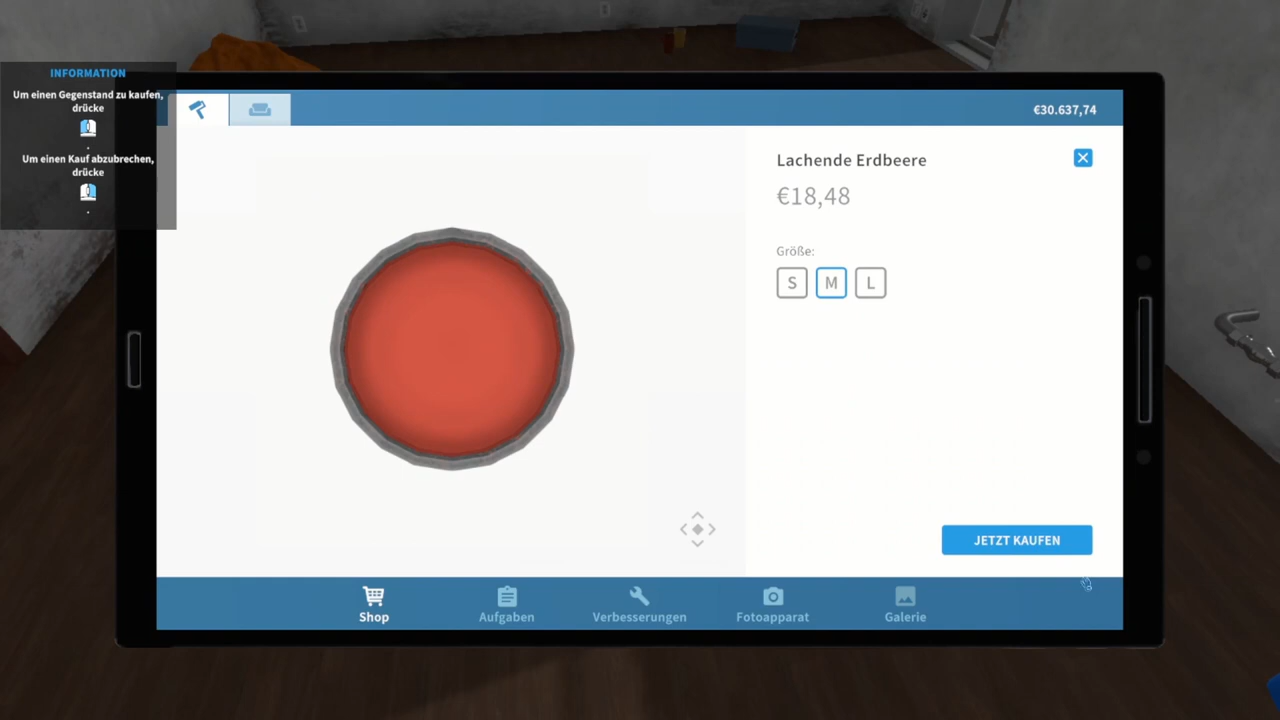 INFORMATION
Um einen Gegenstand zu kaufen,
drücke
.
Um einen Kauf abzubrechen,
drücke
.
€30.637,74
Lachende Erdbeere
€18,48
Größe:
S M L
JETZT KAUFEN
Shop Aufgaben Verbesserungen Fotoapparat Galerie